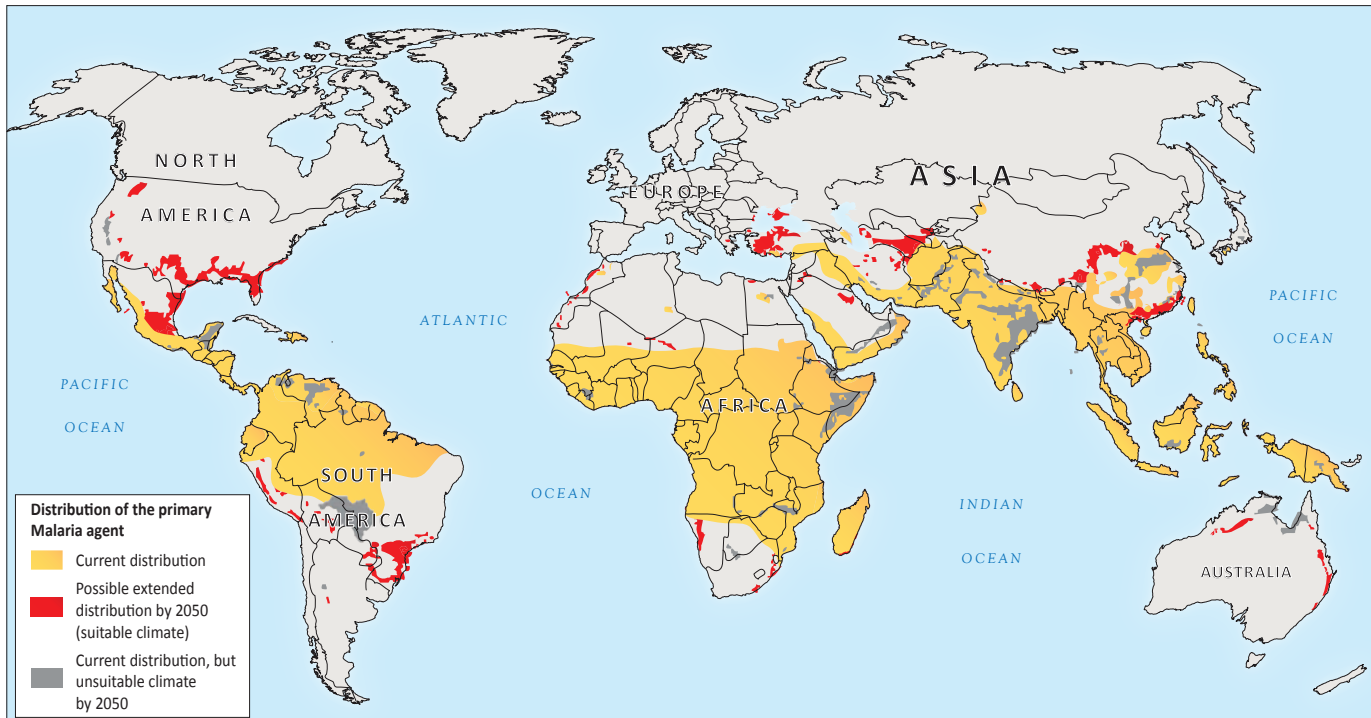 NORTH
AMERICA
EUROPE
ASIA
ATLANTIC
PACIFIC
OCEAN
PACIFIC
OCEAN
AFRICA
SOUTH
AMERICA
OCEAN
INDIAN
OCEAN
AUSTRALIA
Distribution of the primary
Malaria agent
Current distribution
Possible extended
distribution by 2050
(suitable climate)
Current distribution, but
unsuitable climate
by 2050